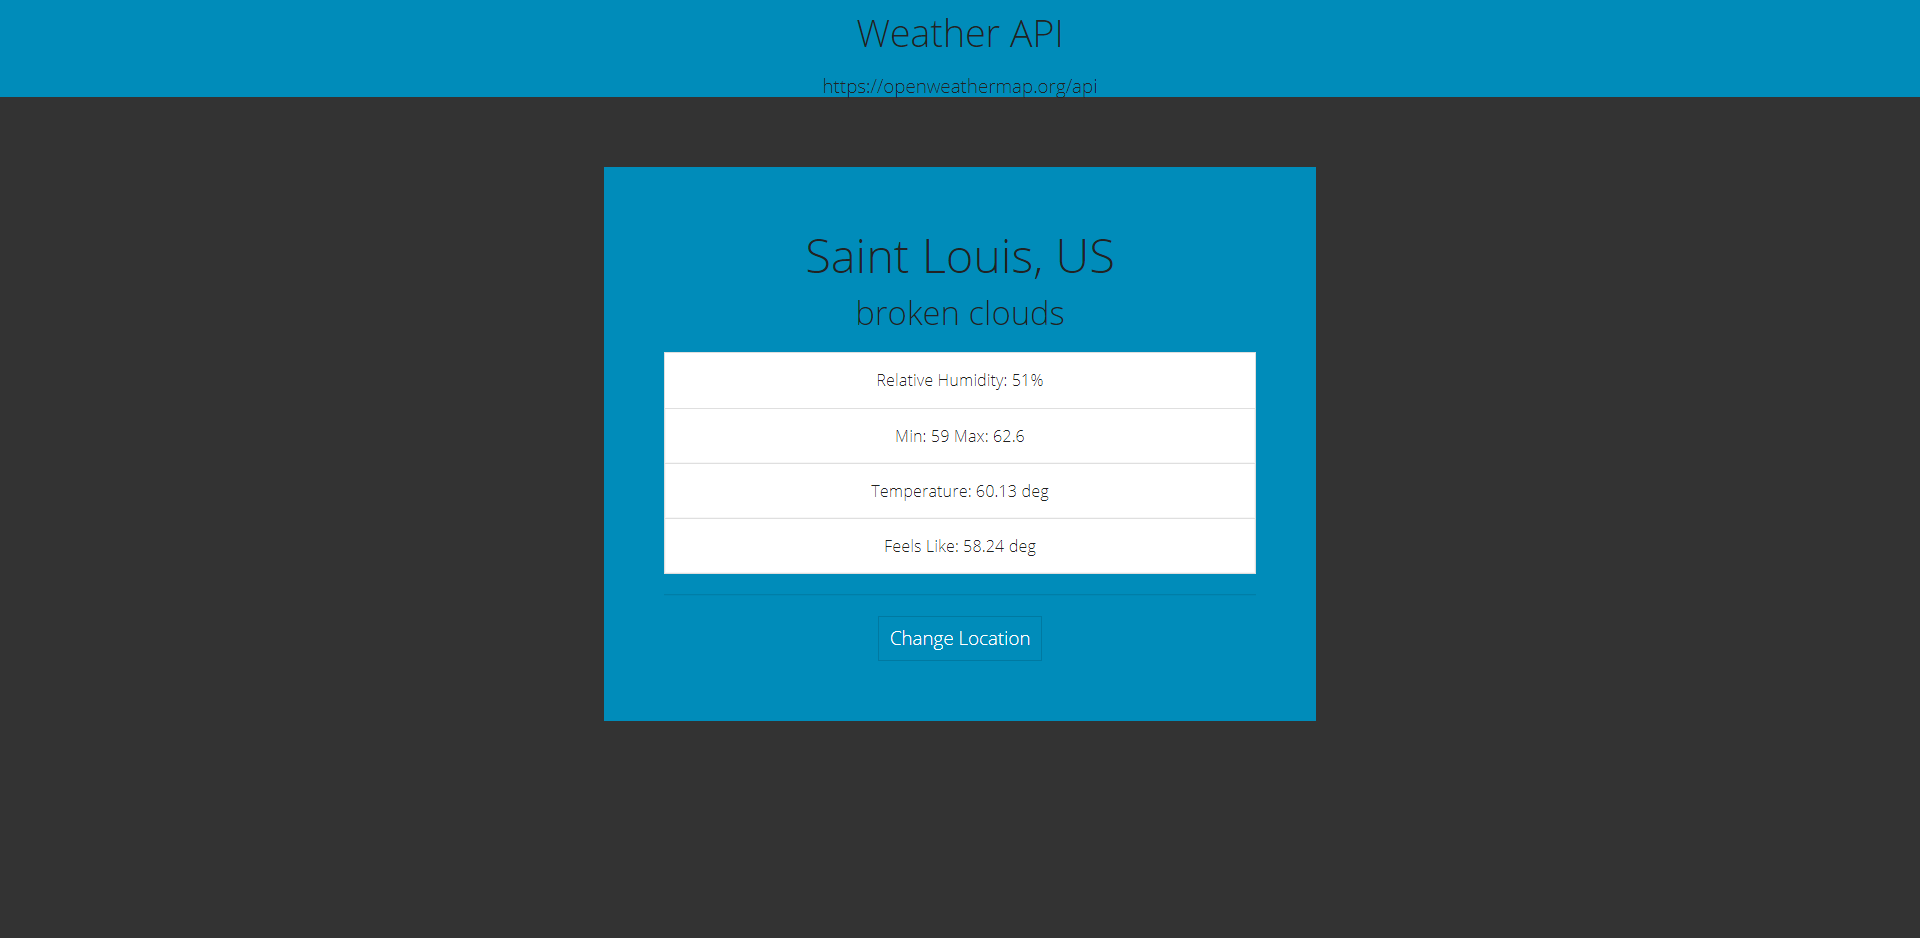 Weather API
https://openweathermap.org/api
Saint Louis, US
broken clouds
Relative Humidity: 51%
Min: 59 Max: 62.6
Temperature: 60.13 deg
Feels Like: 58.24 deg
Change Location